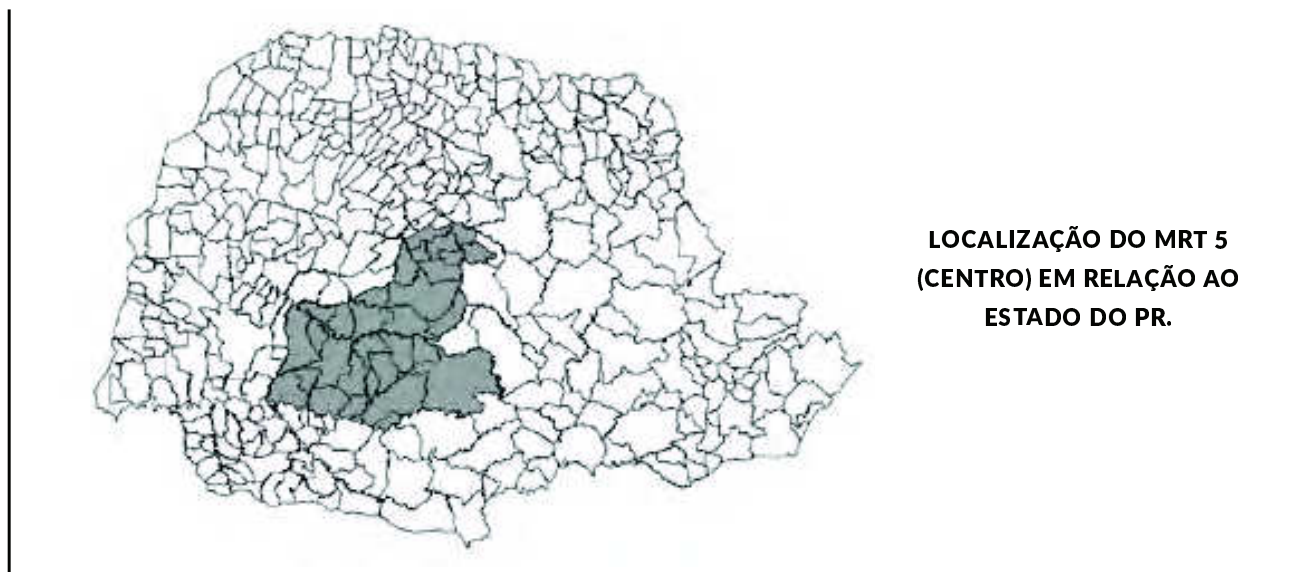 LOCALIZAÇÃO DO MRT 5
(CENTRO) EM RELAÇÃO AO
ESTADO DO PR.